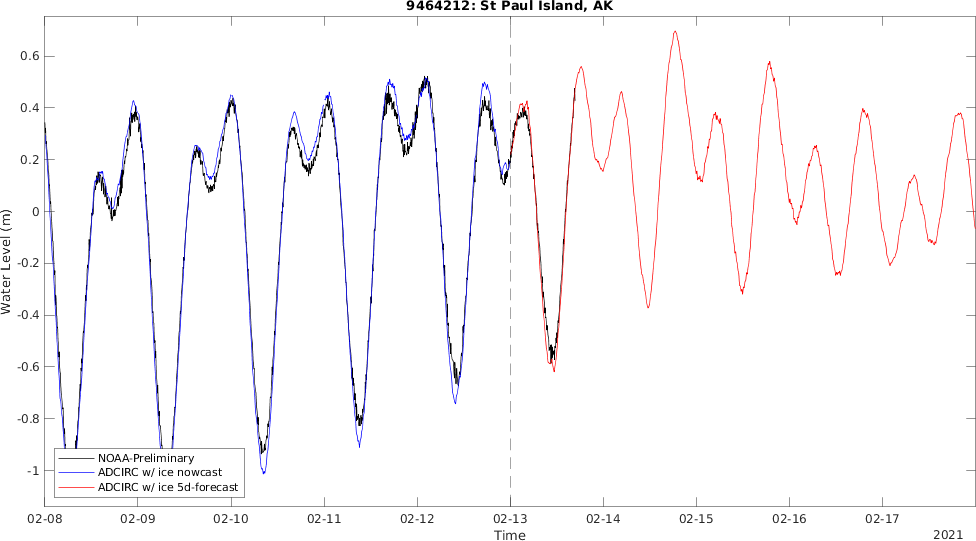 9464212: St Paul Island, AK
0.6
0.4
0.2
0
-0.2
-0.4
-0.6
-0.8
-1
Water Level (m)
NOAA-Preliminary
ADCIRC w/ ice nowcast
ADCIRC w/ ice 5d-forecast
02-08 02-09 02-10 02-11 02-12 02-13 02-14 02-15 02-16 02-17
Time
2021